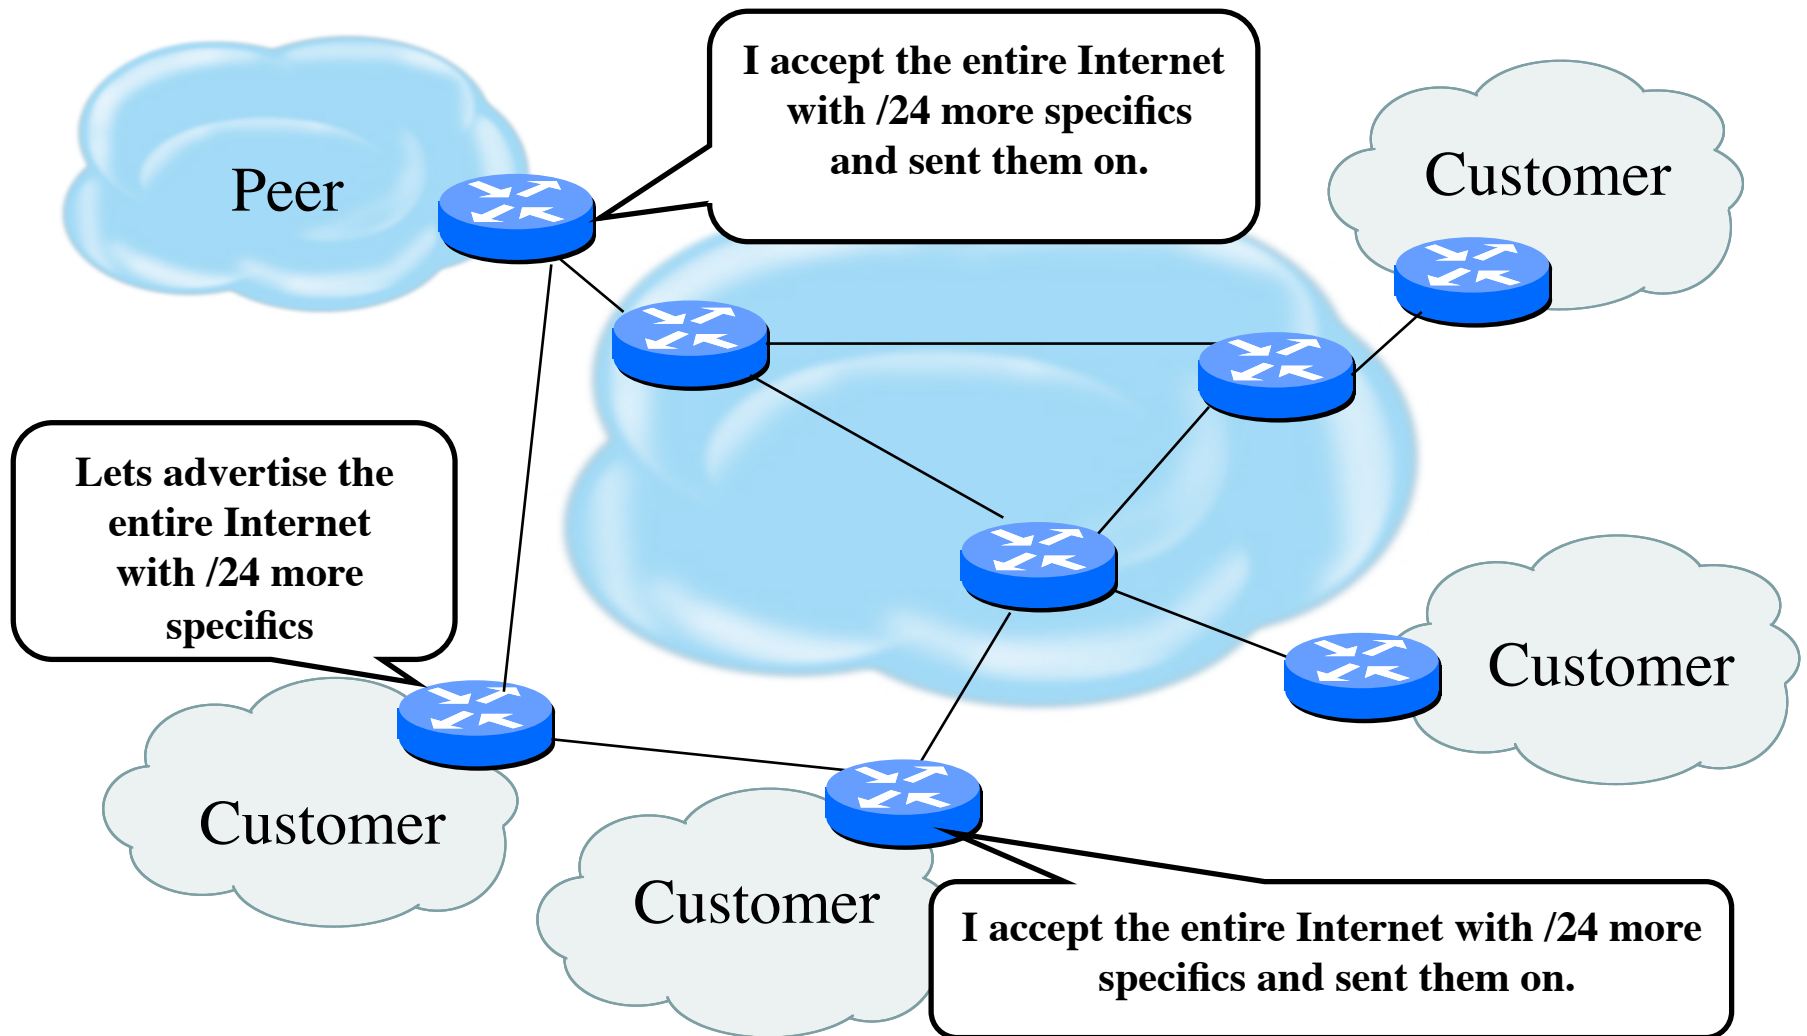 I accept the entire Internet
with /24 more specifics
and sent them on.
Peer
Customer
Lets advertise the
entire Internet
with /24 more
specifics
Customer
Customer
Customer
I accept the entire Internet with /24 more
specifics and sent them on.